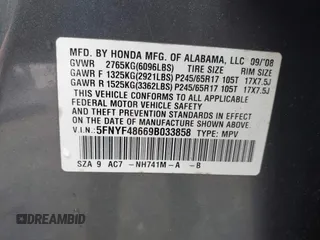 MFD. BY HONDA MFG. OF ALABAMA, LLC 09/'08
GVWR 2765KG(6096LBS) TIRE SIZE RIM SIZE
GAWR F 1325KG(2921LBS) P245/65R17 105T 17X7.5J
GAWR R 1525KG(3362LBS) P245/65R17 105T 17X7.5J
THIS VEHICLE CONFORMS TO ALL APPLICABLE
FEDERAL MOTOR VEHICLE SAFETY AND
THEFT PREVENTION STANDARDS IN EFFECT ON THE
DATE OF MANUFACTURE SHOWN ABOVE.
V.I.N.: 5FNYF48669B033858 TYPE: MPV
SZA 9 AC7 -NH741M-A -B
AUTOBIDMASTER
DREAMBID